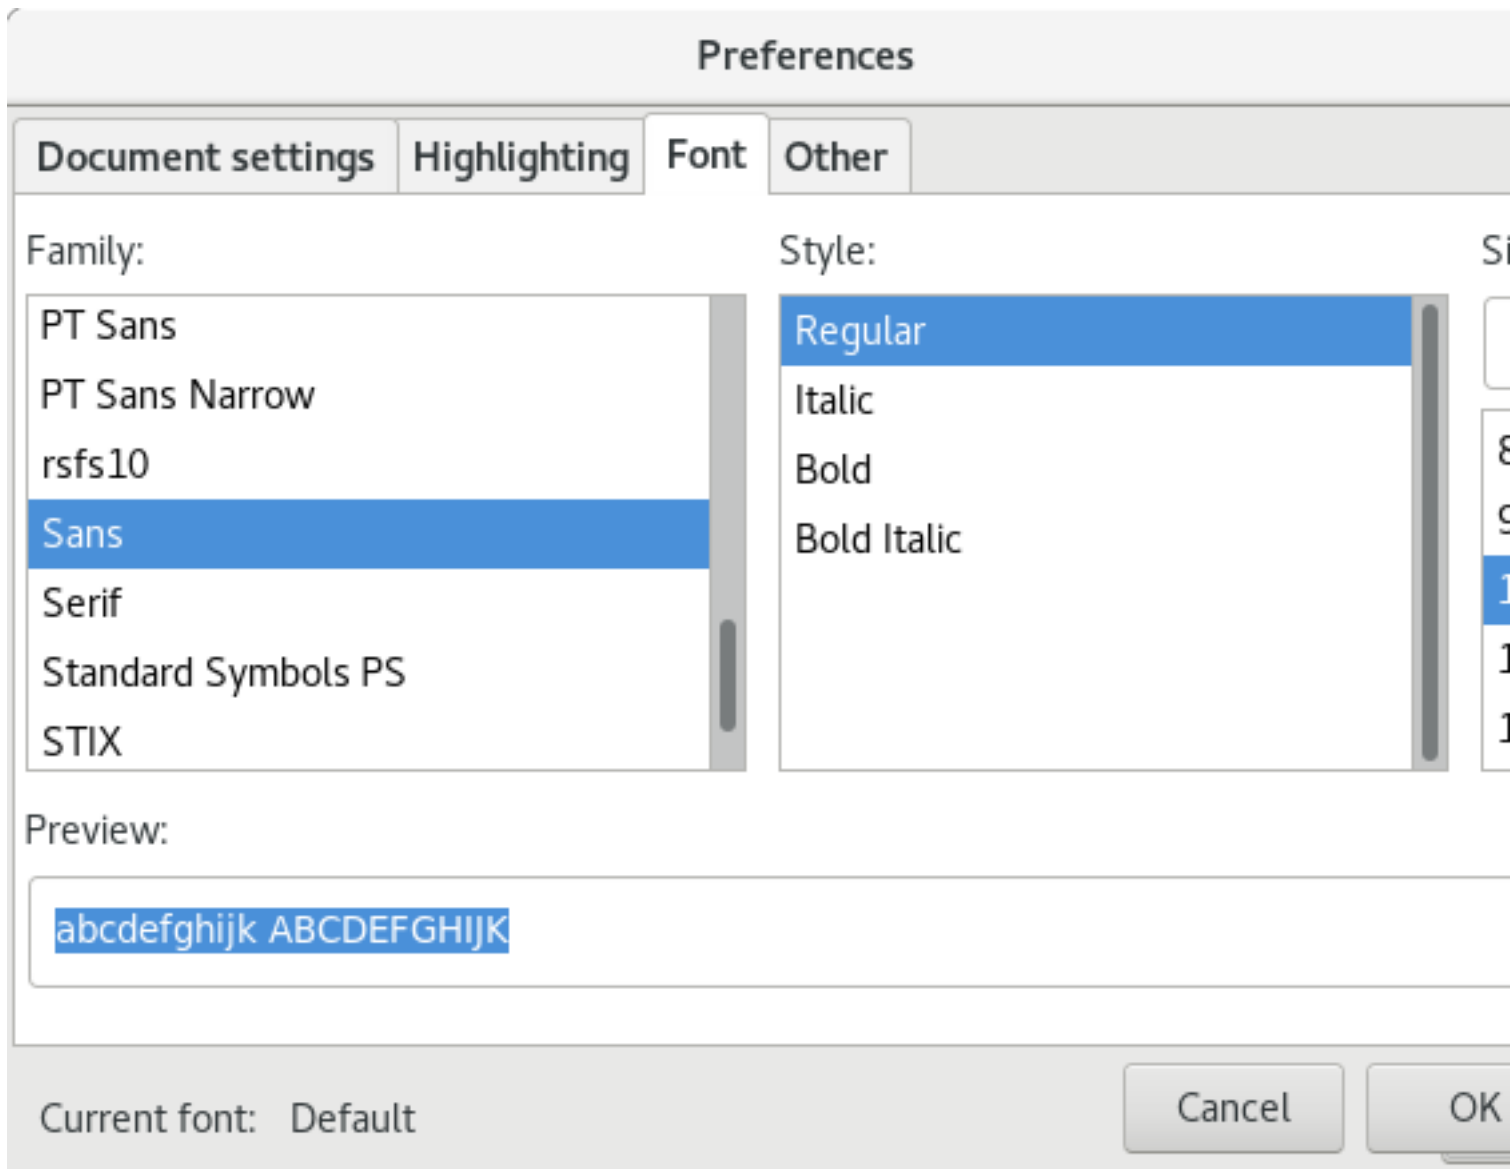 Preferences
Document settings Highlighting Font Other
Family: Style:
PT Sans
PT Sans Narrow
rsfs10
Sans
Serif
Standard Symbols PS
STIX
Regular
Italic
Bold
Bold Italic
Preview:
abcdefghijk ABCDEFGHIJK
Current font: Default
Cancel OK